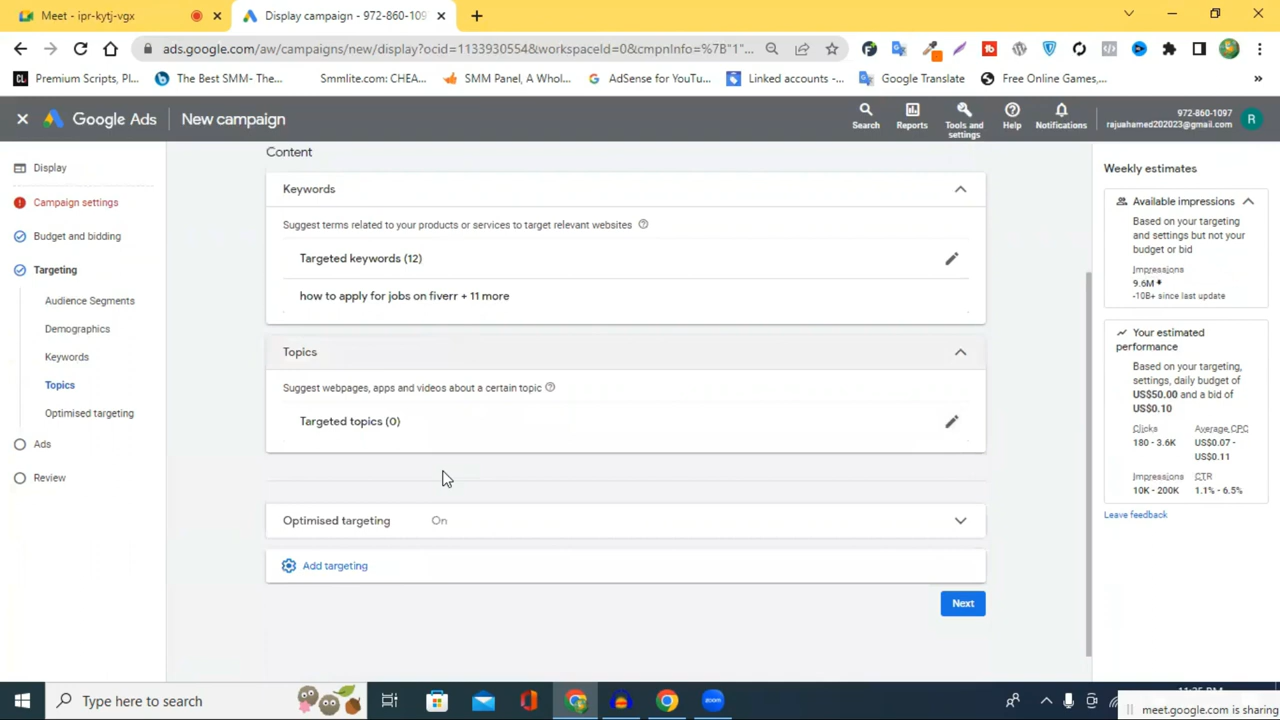 Meet - ipr-kytj-vgx
Display campaign - 972-860-109
ads.google.com/aw/campaigns/new/display?ocid=1133930554&workspaceId=0&cmpnInfo=%7B"1"...
Premium Scripts, Pl...
The Best SMM- The...
Smmlite.com: CHEA...
SMM Panel, A Whol...
AdSense for YouTu...
Linked accounts -...
Google Translate
Free Online Games,...
Google Ads
New campaign
Search
Reports
Tools and settings
Help
Notifications
972-860-1097
rajuahamed202023@gmail.com
R
Display
Campaign settings
Budget and bidding
Targeting
Audience Segments
Demographics
Keywords
Topics
Optimised targeting
Ads
Review
Content
Keywords
Suggest terms related to your products or services to target relevant websites
Targeted keywords (12)
how to apply for jobs on fiverr + 11 more
Topics
Suggest webpages, apps and videos about a certain topic
Targeted topics (0)
Optimised targeting On
Add targeting
Next
Weekly estimates
Available impressions
Based on your targeting
and settings but not your
budget or bid
Impressions
9.6M
-10B+ since last update
Your estimated
performance
Based on your targeting,
settings, daily budget of
US$50.00 and a bid of
US$0.10
Clicks
180 - 3.6K
Average CPC
US$0.07 -
US$0.11
Impressions
10K - 200K
CTR
1.1% - 6.5%
Leave feedback
Type here to search
zoom
meet.google.com is sharing